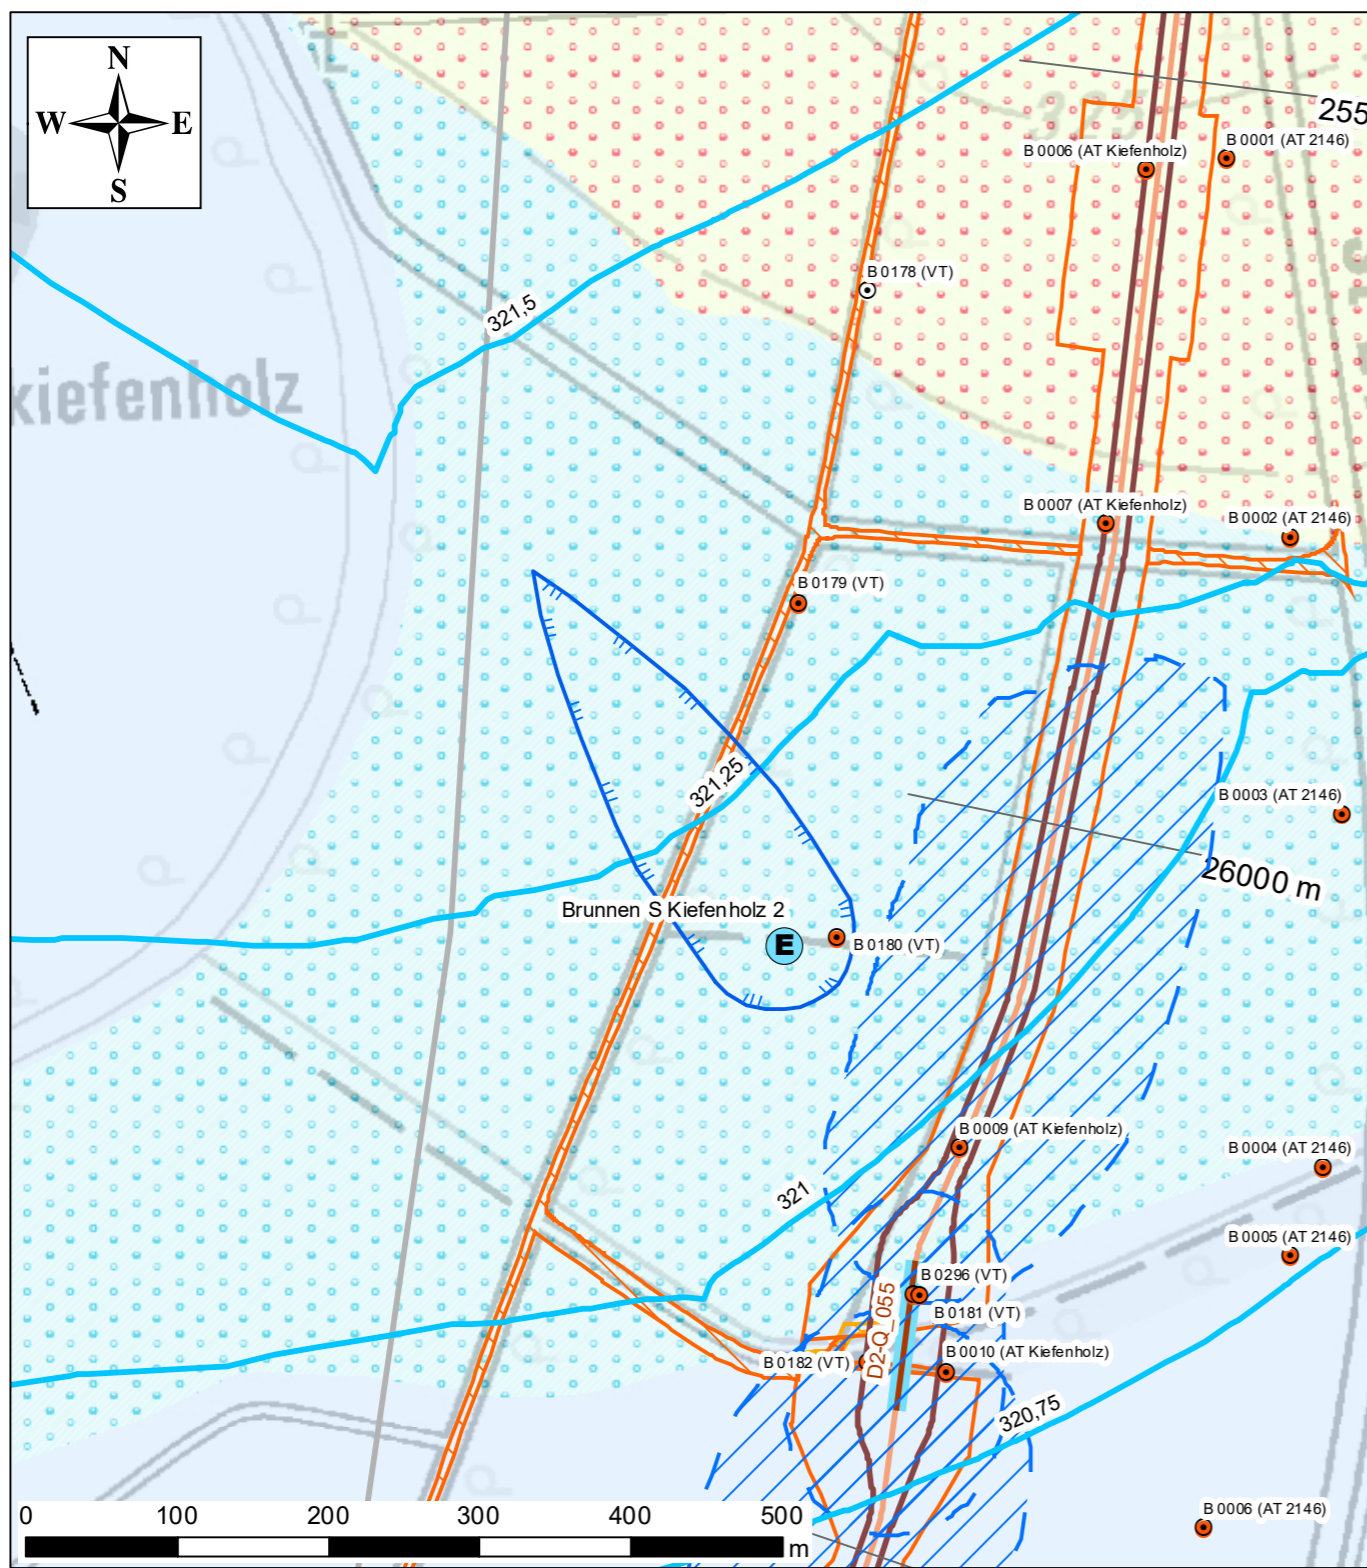 N
W E
S
255
B 0001 (AT 2146)
B 0006 (AT Kiefenholz)
B 0178 (VT)
321,5
kiefenholz
B 0007 (AT Kiefenholz)
B 0002 (AT 2146)
B 0179 (VT)
321,25
B 0003 (AT 2146)
26000 m
Brunnen S Kiefenholz 2
E
B 0180 (VT)
B 0009 (AT Kiefenholz)
B 0004 (AT 2146)
321
B 0005 (AT 2146)
B 0296 (VT)
B 0181 (VT)
D2-Q_055
B 0182 (VT)
B 0010 (AT Kiefenholz)
320,75
B 0006 (AT 2146)
0 100 200 300 400 500
m